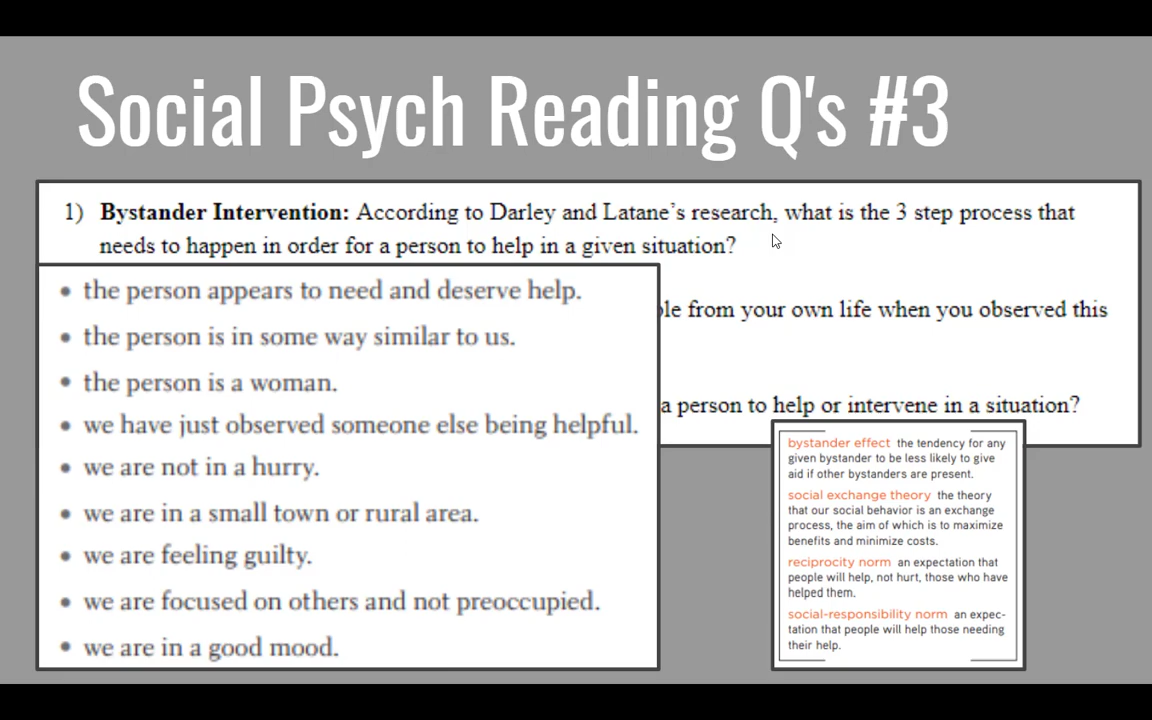 Social Psych Reading Q's #3
1) Bystander Intervention: According to Darley and Latane's research, what is the 3 step process that
needs to happen in order for a person to help in a given situation?
from your own life when you observed this
a person to help or intervene in a situation?
• the person appears to need and deserve help.
• the person is in some way similar to us.
• the person is a woman.
• we have just observed someone else being helpful.
• we are not in a hurry.
• we are in a small town or rural area.
• we are feeling guilty.
• we are focused on others and not preoccupied.
• we are in a good mood.
bystander effect the tendency for any
given bystander to be less likely to give
aid if other bystanders are present.
social exchange theory the theory
that our social behavior is an exchange
process, the aim of which is to maximize
benefits and minimize costs.
reciprocity norm an expectation that
people will help, not hurt, those who have
helped them.
social-responsibility norm an expec-
tation that people will help those needing
their help.